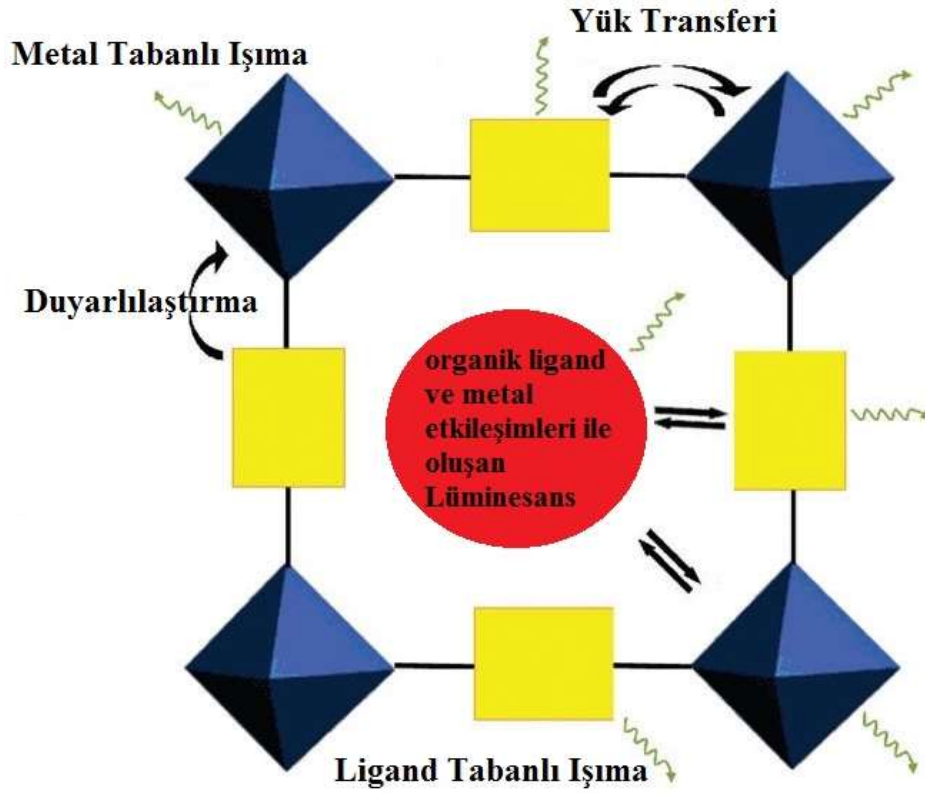 Yük Transferi
Metal Tabanlı Işıma
Duyarlılaştırma
organik ligand
ve metal
etkileşimleri ile
oluşan
Lüminesans
Ligand Tabanlı Işıma